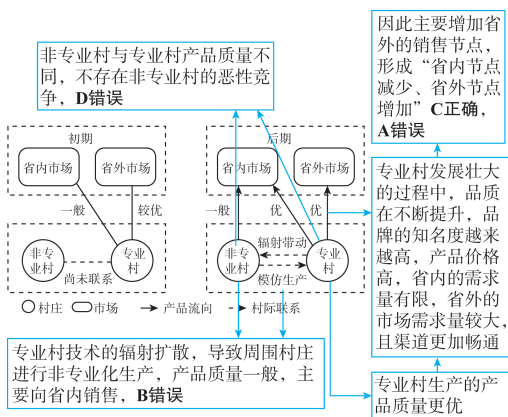 非专业村与专业村产品质量不
同，不存在非专业村的恶性竞
争，D错误
因此主要增加省
外的销售节点，
形成“省内节点
减少、省外节点
增加”C正确，
A错误
初期
省内市场
省外市场
一般
较优
非专
业村
专业
村
尚未联系
后期
省内市场
省外市场
一般
优
优
辐射带动
非专
业村
专业
村
模仿生产
村庄
市场
产品流向
村际联系
专业村发展壮大
的过程中，品质
在不断提升，品
牌的知名度越来
越高，产品价格
高，省内的需求
量有限，省外的
市场需求量较大，
且渠道更加畅通
专业村技术的辐射扩散，导致周围村庄
进行非专业化生产，产品质量一般，主
要向省内销售，B错误
专业村生产的产
品质量更优